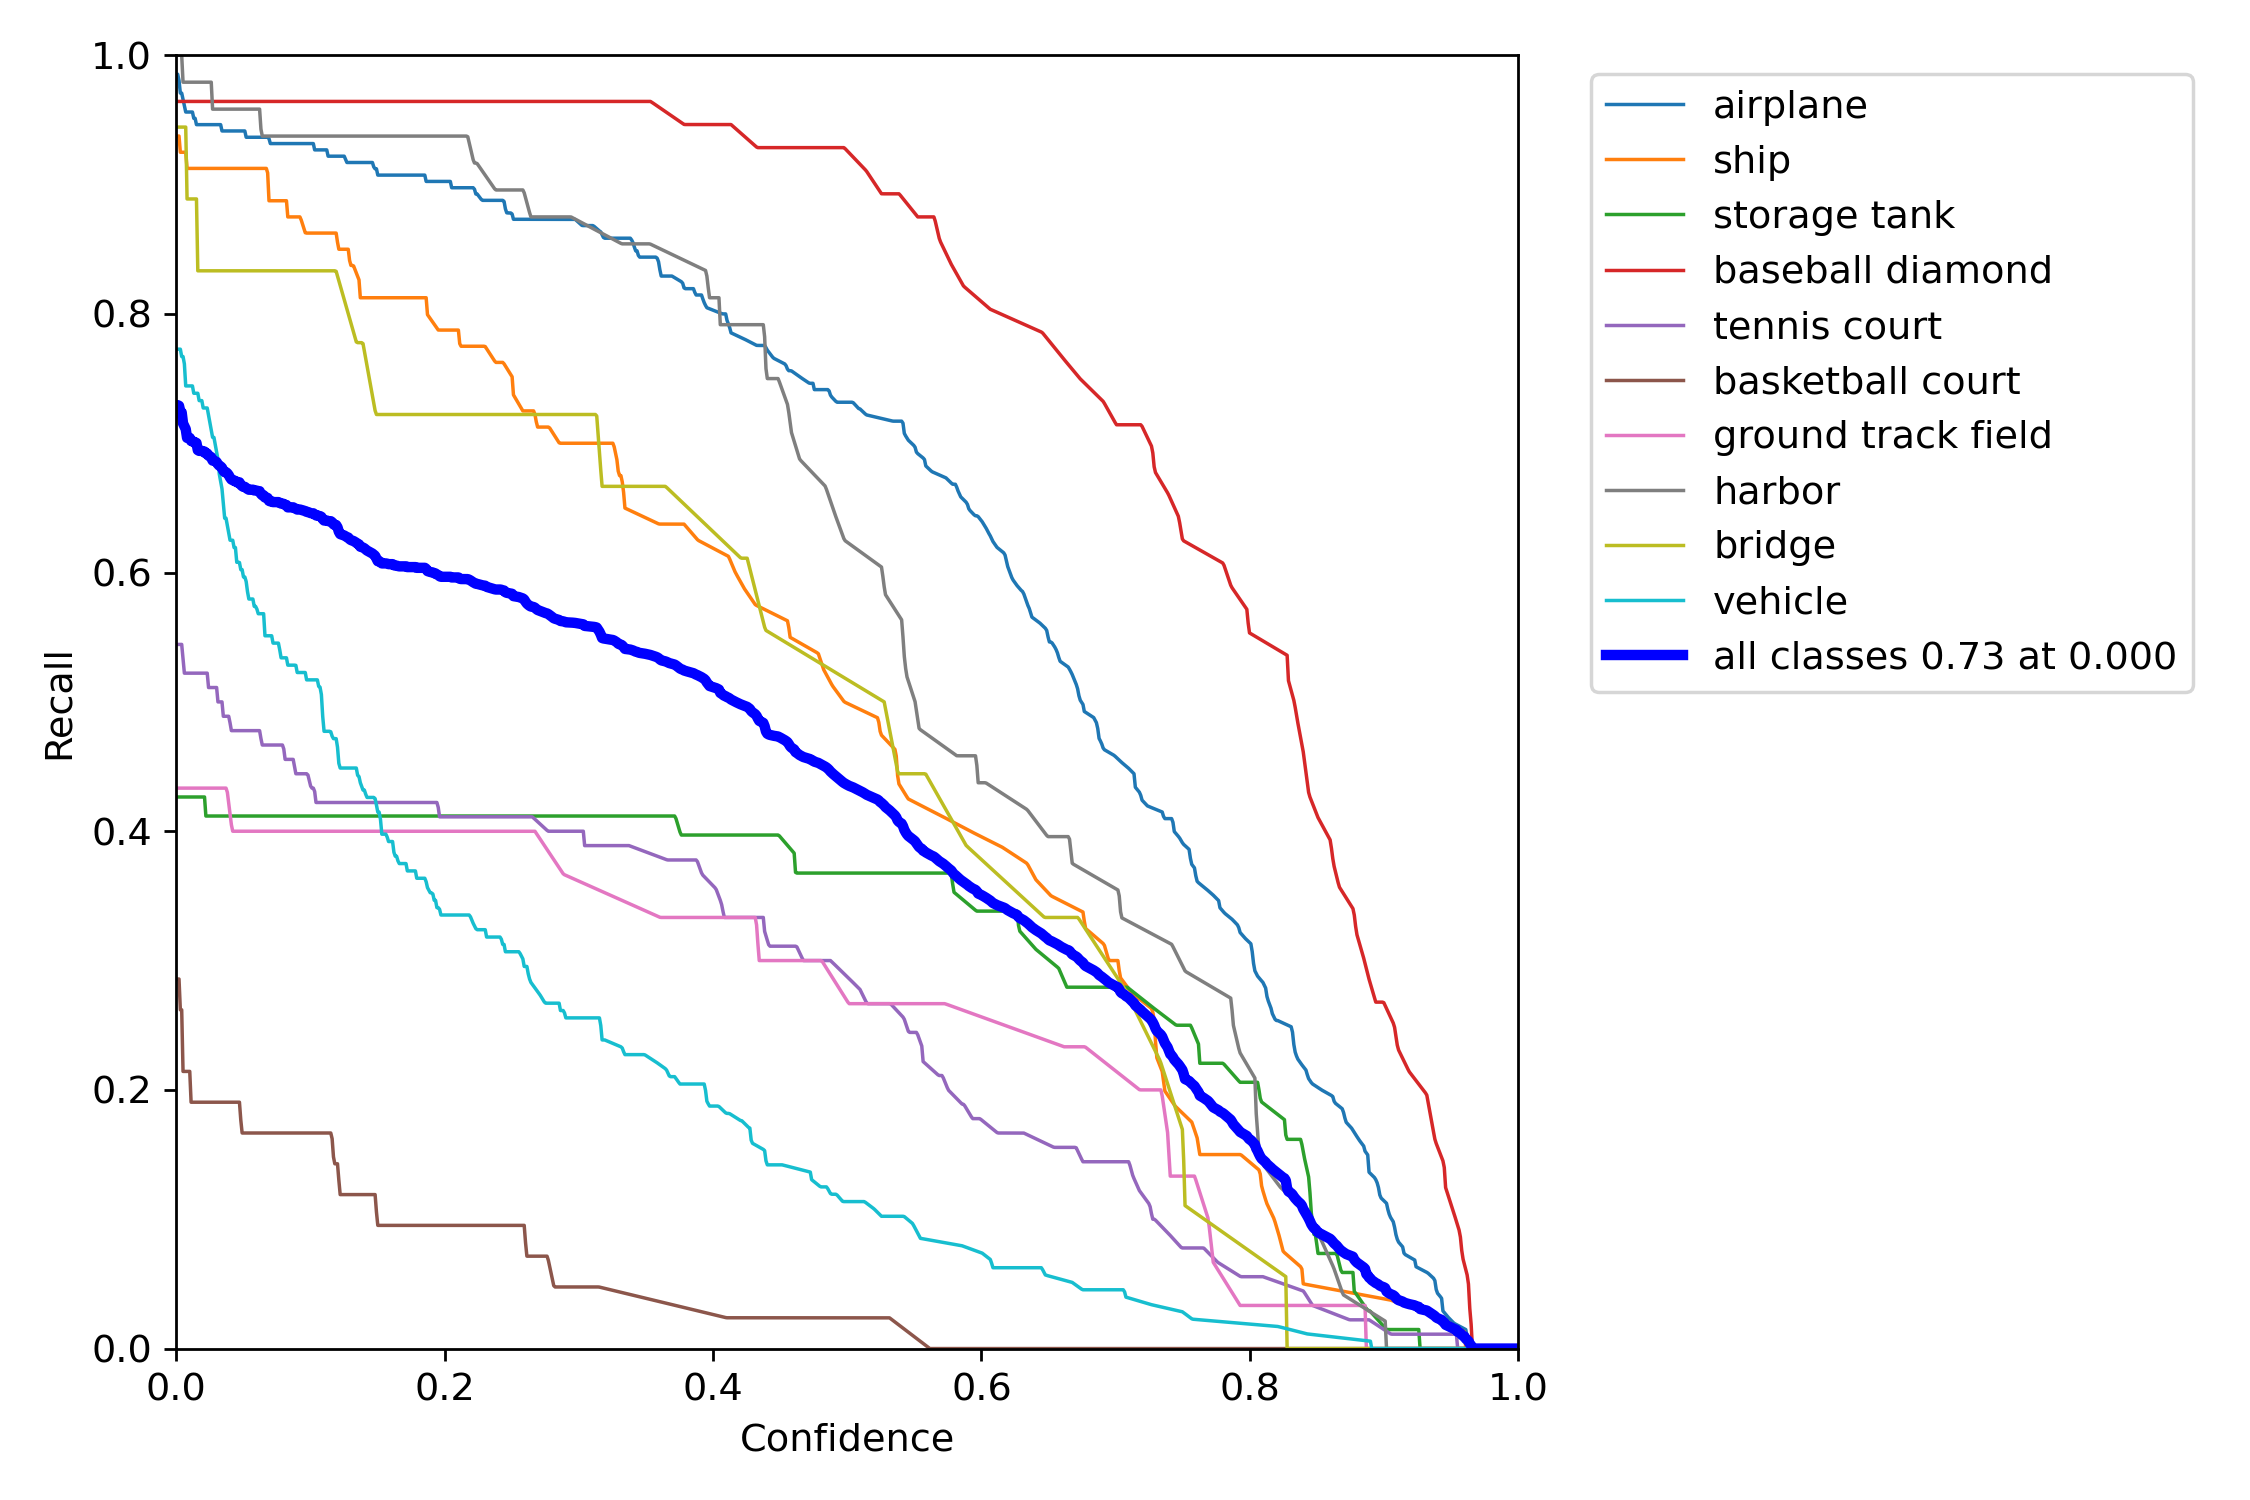 1.0
0.8
0.6
0.4
0.2
0.0
Recall
0.0 0.2 0.4 0.6 0.8 1.0
Confidence
airplane
ship
storage tank
baseball diamond
tennis court
basketball court
ground track field
harbor
bridge
vehicle
all classes 0.73 at 0.000